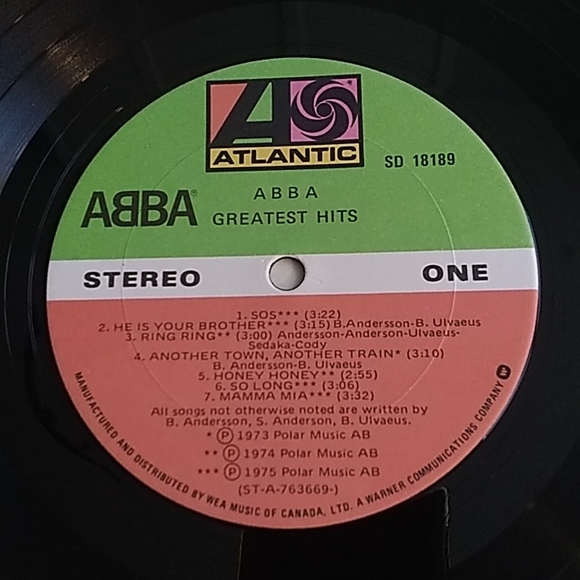 ATLANTIC
SD 18189
ABBA®
ABBA
GREATEST HITS
STEREO
ONE
1. SOS*** (3:22)
2. HE IS YOUR BROTHER*** (3:15) B.Andersson-B. Ulvaeus
3. RING RING** (3:00) Andersson-Anderson-Ulvaeus-
Sedaka-Cody
4. ANOTHER TOWN, ANOTHER TRAIN* (3:10)
B. Andersson-B. Ulvaeus
5. HONEY HONEY** (2:55)
6. SO LONG*** (3:06)
7. MAMMA MIA*** (3:32)
All songs not otherwise noted are written by
B. Andersson, S. Anderson, B. Ulvaeus.
* Ⓟ 1973 Polar Music AB
** Ⓟ 1974 Polar Music AB
*** Ⓟ 1975 Polar Music AB
(ST-A-763669-)
MANUFACTURED AND DISTRIBUTED BY WEA MUSIC OF CANADA, LTD. A WARNER COMMUNICATIONS COMPANY